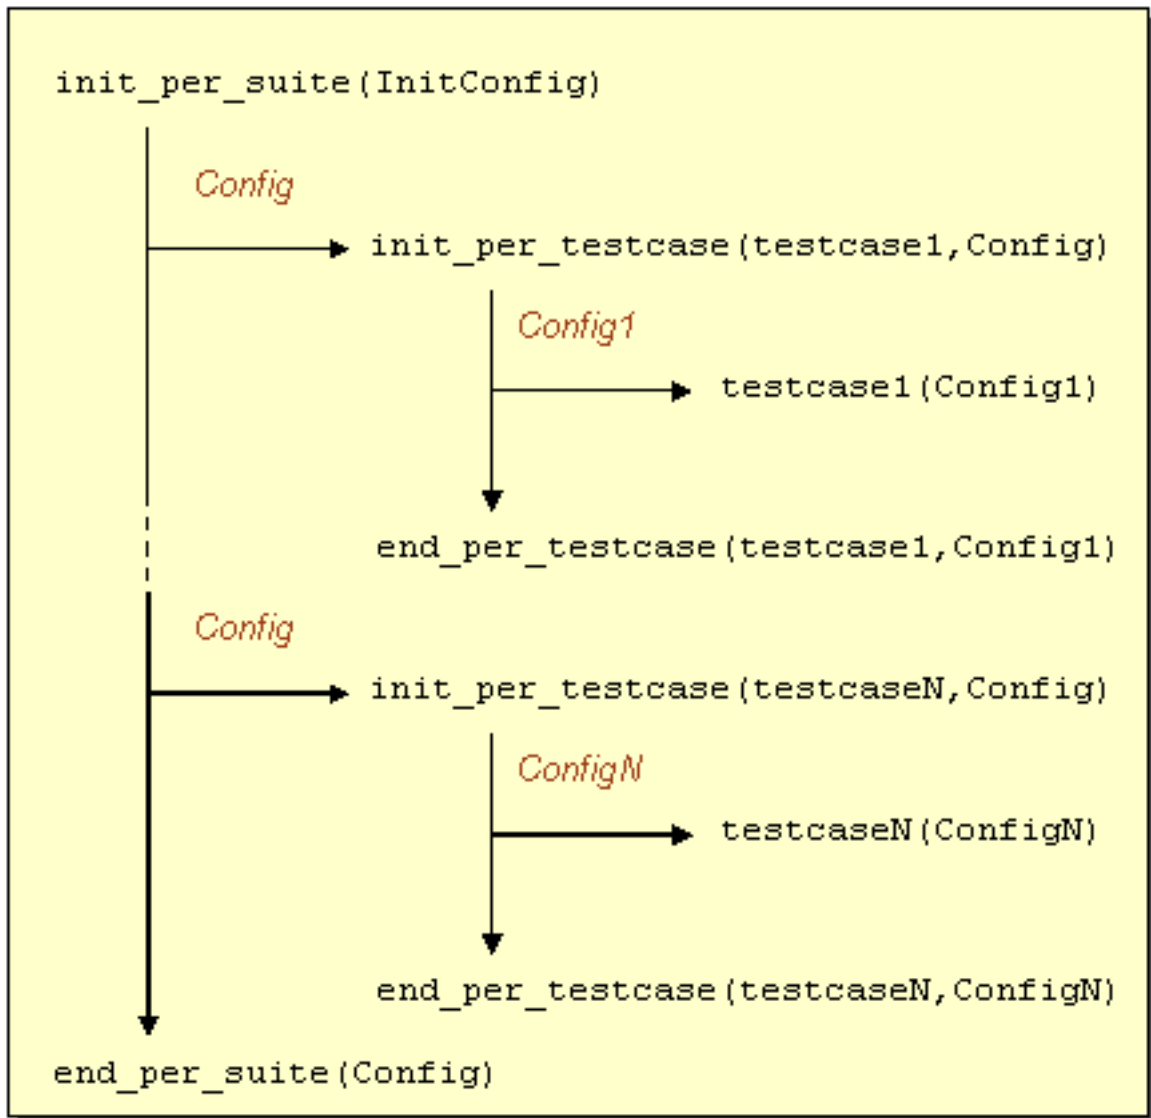 init_per_suite(InitConfig)
Config
init_per_testcase(testcase1,Config)
Config1
testcase1(Config1)
end_per_testcase(testcase1,Config1)
Config
init_per_testcase(testcaseN,Config)
ConfigN
testcaseN(ConfigN)
end_per_testcase(testcaseN,ConfigN)
end_per_suite(Config)